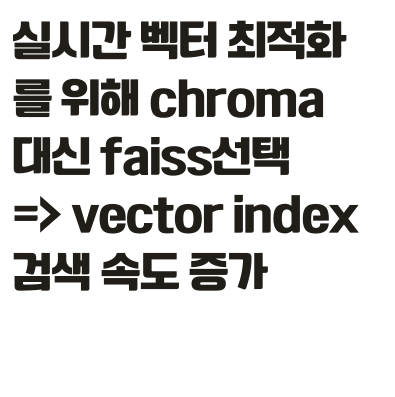 실시간 벡터 최적화
를 위해 chroma
대신 faiss선택
=> vector index
검색 속도 증가